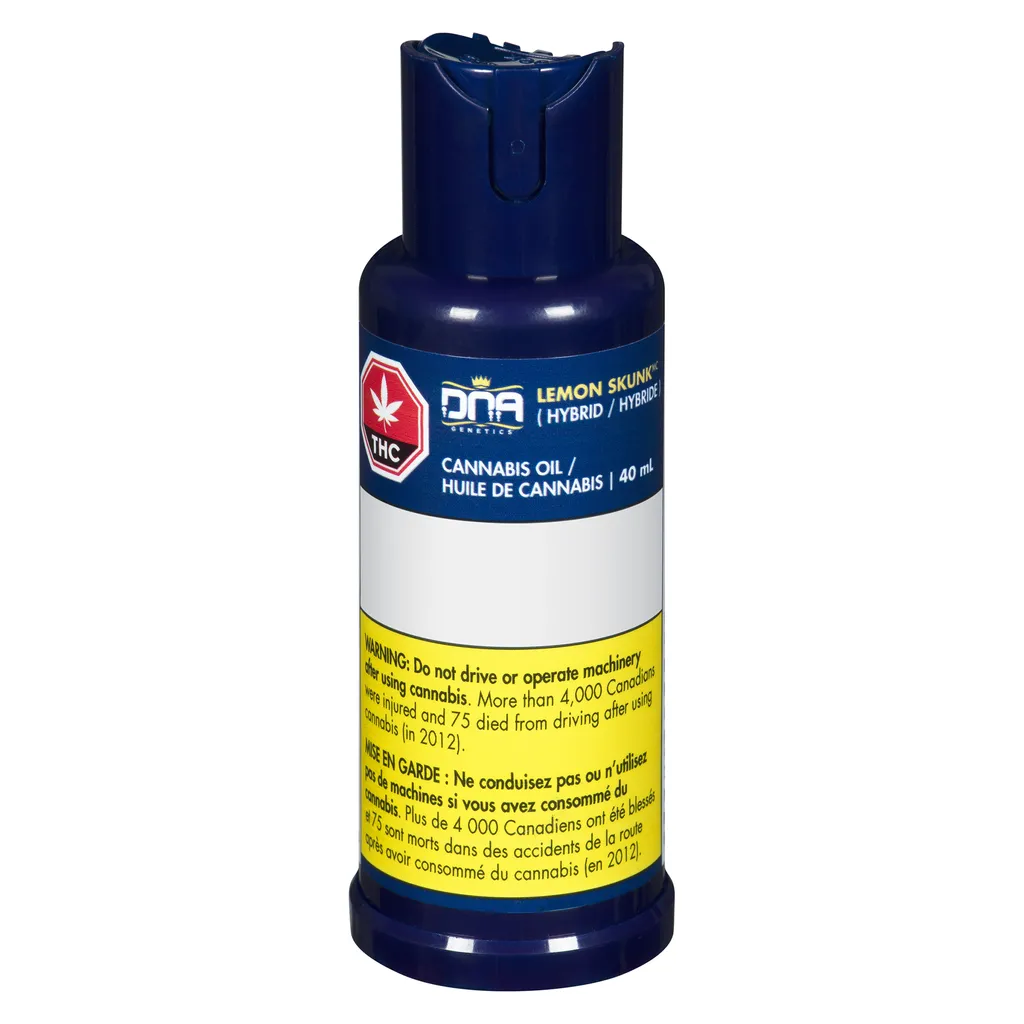 THC
DNA
GENETICS
LEMON SKUNK MC
( HYBRID / HYBRIDE )
CANNABIS OIL /
HUILE DE CANNABIS | 40 mL
WARNING: Do not drive or operate machinery
after using cannabis. More than 4,000 Canadians
were injured and 75 died from driving after using
cannabis (in 2012).
MISE EN GARDE : Ne conduisez pas ou n'utilisez
pas de machines si vous avez consommé du
cannabis. Plus de 4 000 Canadiens ont été blessés
et 75 sont morts dans des accidents de la route
après avoir consommé du cannabis (en 2012).